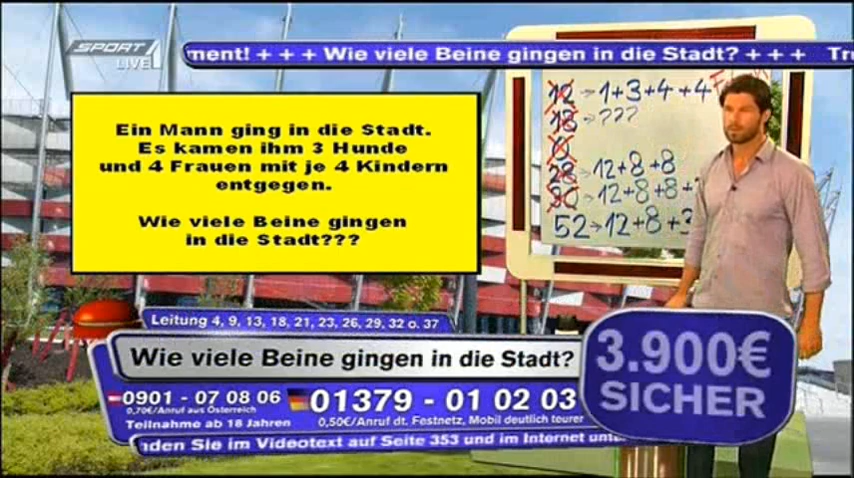 SPORT 1
LIVE
ment! + + + Wie viele Beine gingen in die Stadt? + + + Tr
Ein Mann ging in die Stadt.
Es kamen ihm 3 Hunde
und 4 Frauen mit je 4 Kindern
entgegen.
Wie viele Beine gingen
in die Stadt???
12 → 1+3+4+4
18 → ???
28 → 12+8+8
30 → 12+8+8+
52 → 12+8+3
Leitung 4, 9, 13, 18, 21, 23, 26, 29, 32 o. 37
Wie viele Beine gingen in die Stadt?
3.900€
SICHER
0901 - 07 08 06
0,70€/Anruf aus Österreich
Teilnahme ab 18 Jahren
01379 - 01 02 03
0,50€/Anruf dt. Festnetz, Mobil deutlich teurer
nden Sie im Videotext auf Seite 353 und im Internet unte